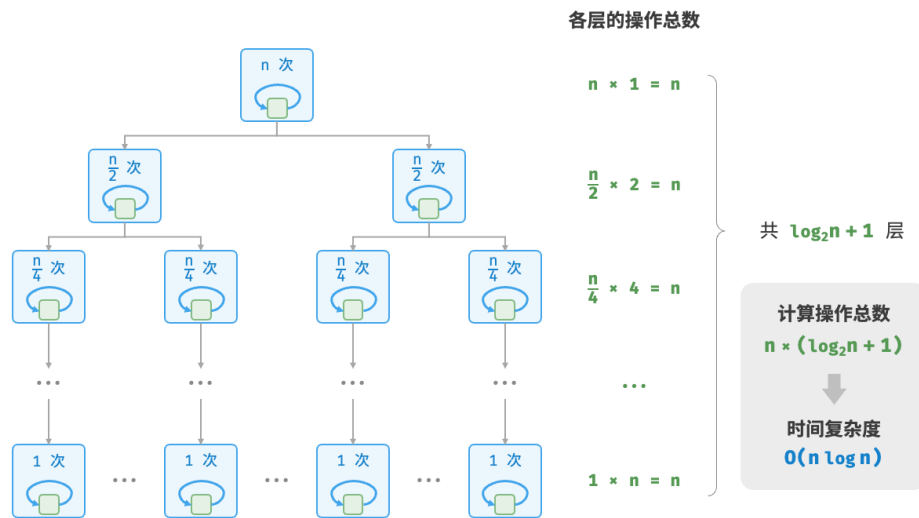 各层的操作总数
n 次
n × 1 = n
n/2 次 n/2 次
n/2 × 2 = n
共 log₂n + 1 层
n/4 次 n/4 次 n/4 次 n/4 次
n/4 × 4 = n
计算操作总数
n × (log₂n + 1)
... ... ... ...
...
时间复杂度
O(n log n)
1 次 ... 1 次 ... 1 次 ... 1 次
1 × n = n